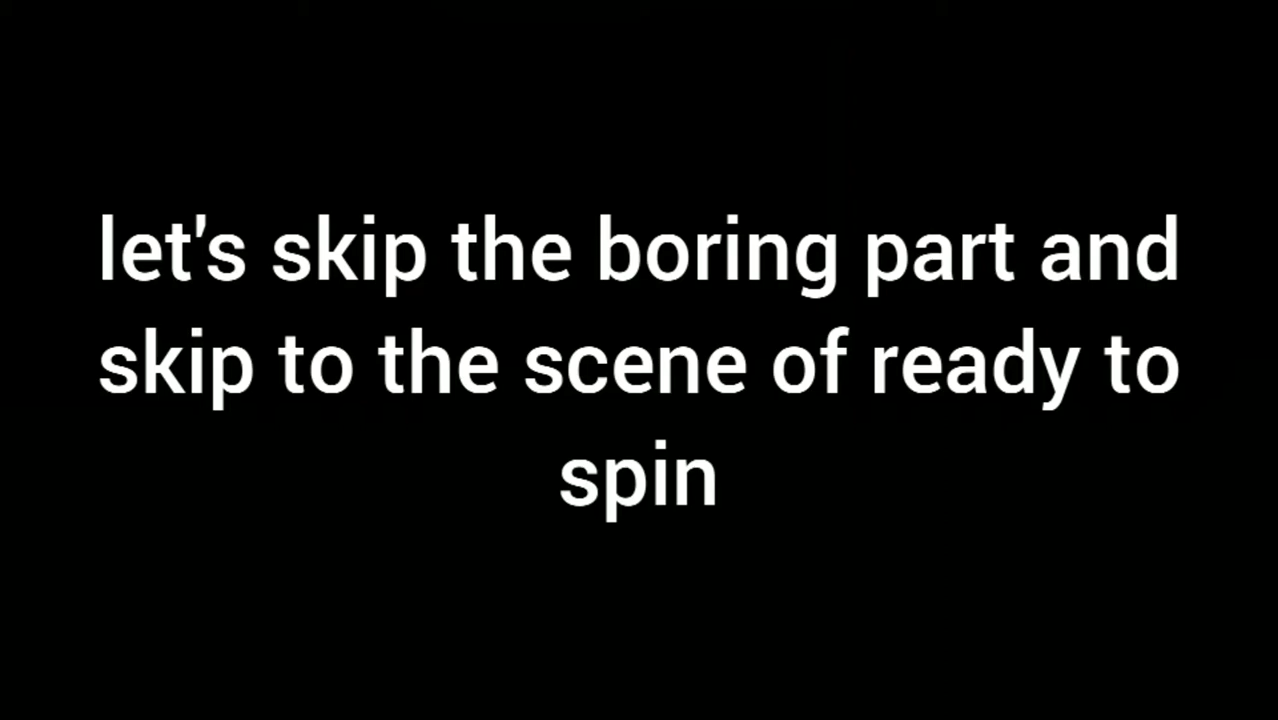 let's skip the boring part and
skip to the scene of ready to
spin